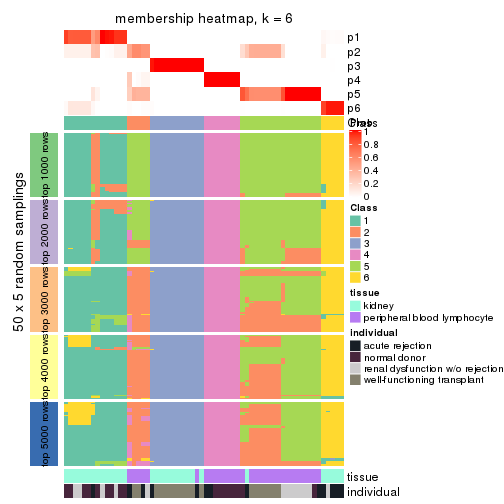 membership heatmap, k = 6
p1
p2
p3
p4
p5
p6
Class
Prob
1
0.8
0.6
0.4
0.2
0
Class
1
2
3
4
5
6
tissue
kidney
peripheral blood lymphocyte
individual
acute rejection
normal donor
renal dysfunction w/o rejection
well-functioning transplant
50 x 5 random samplings
top 1000 rows
top 2000 rows
top 3000 rows
top 4000 rows
top 5000 rows
tissue
individual